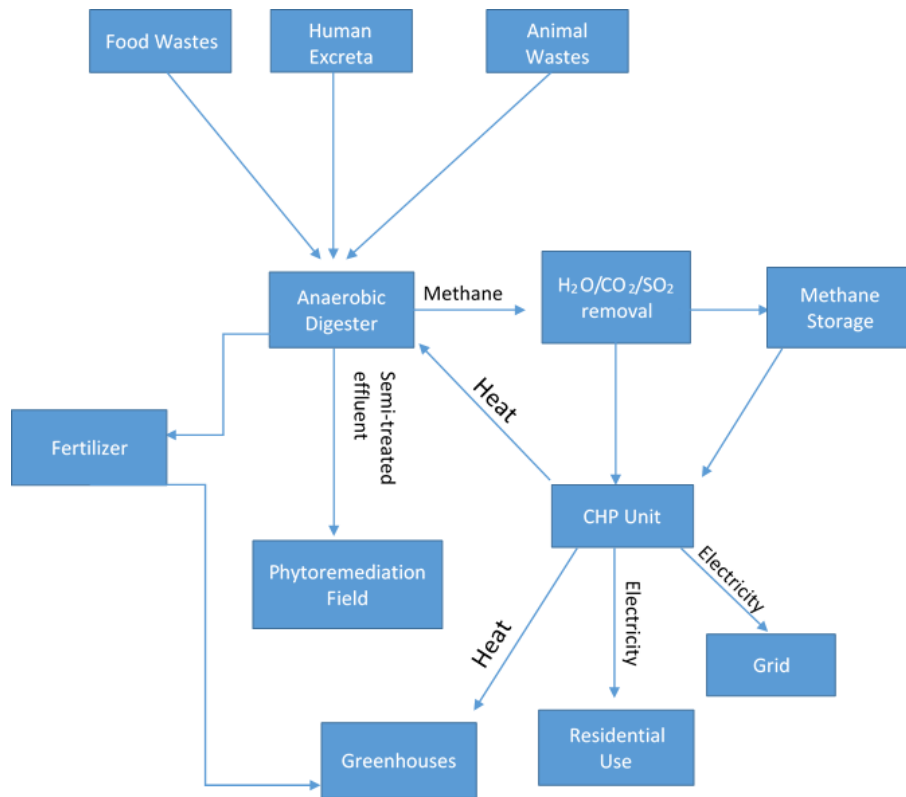 Food Wastes
Human
Excreta
Animal
Wastes
Anaerobic
Digester
Methane
H₂O/CO₂/SO₂
removal
Methane
Storage
Semi-treated
effluent
Heat
Fertilizer
CHP Unit
Phytoremediation
Field
Heat
Electricity
Electricity
Grid
Greenhouses
Residential
Use